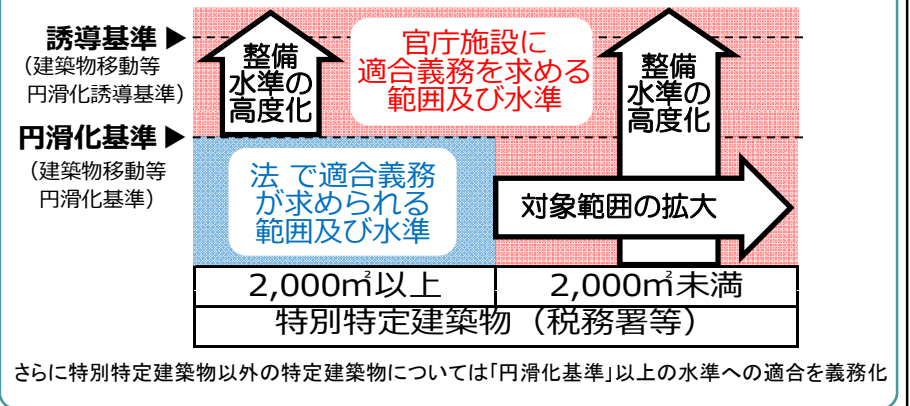 誘導基準▶
(建築物移動等
円滑化誘導基準)
円滑化基準▶
(建築物移動等
円滑化基準)
整備
水準の
高度化
官庁施設に
適合義務を求める
範囲及び水準
整備
水準の
高度化
法 で適合義務
が求められる
範囲及び水準
対象範囲の拡大
2,000㎡以上
2,000㎡未満
特別特定建築物（税務署等）
さらに特別特定建築物以外の特定建築物については「円滑化基準」以上の水準への適合を義務化